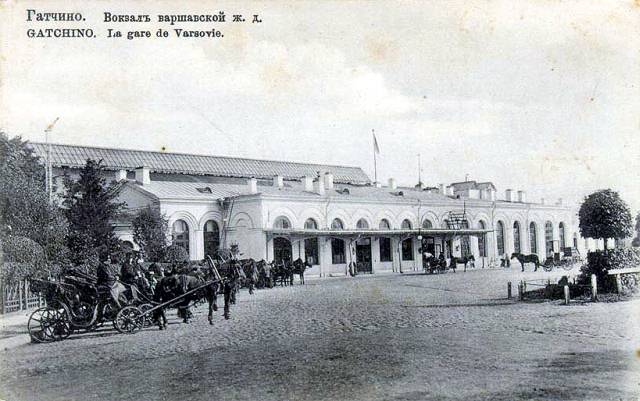 Гатчино. Вокзалъ варшавской ж. д.
GATCHINO. La gare de Varsovie.